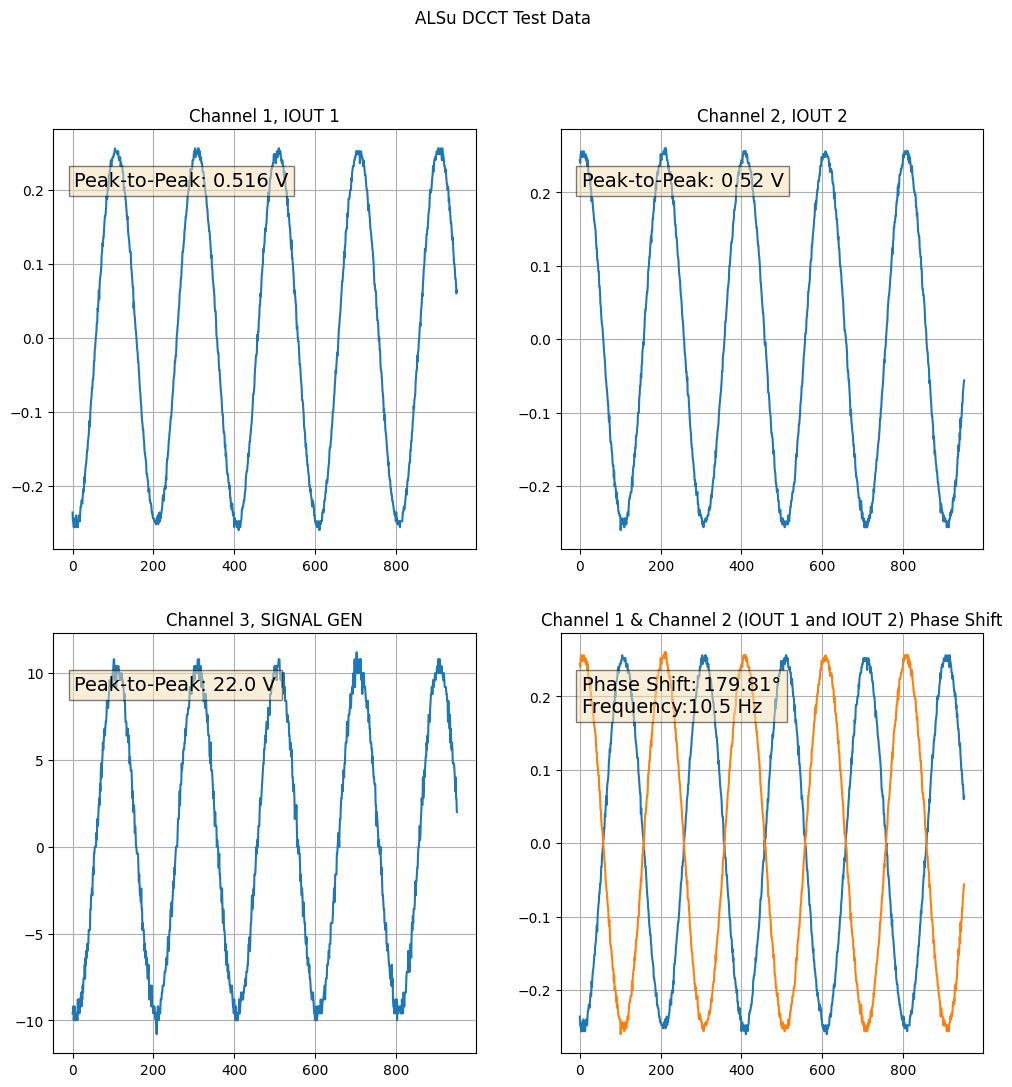 ALSu DCCT Test Data
Channel 1, IOUT 1
Peak-to-Peak: 0.516 V
0.2
0.1
0.0
−0.1
−0.2
0 200 400 600 800
Channel 2, IOUT 2
Peak-to-Peak: 0.52 V
0.2
0.1
0.0
−0.1
−0.2
0 200 400 600 800
Channel 3, SIGNAL GEN
Peak-to-Peak: 22.0 V
10
5
0
−5
−10
0 200 400 600 800
Channel 1 & Channel 2 (IOUT 1 and IOUT 2) Phase Shift
Phase Shift: 179.81°
Frequency:10.5 Hz
0.2
0.1
0.0
−0.1
−0.2
0 200 400 600 800